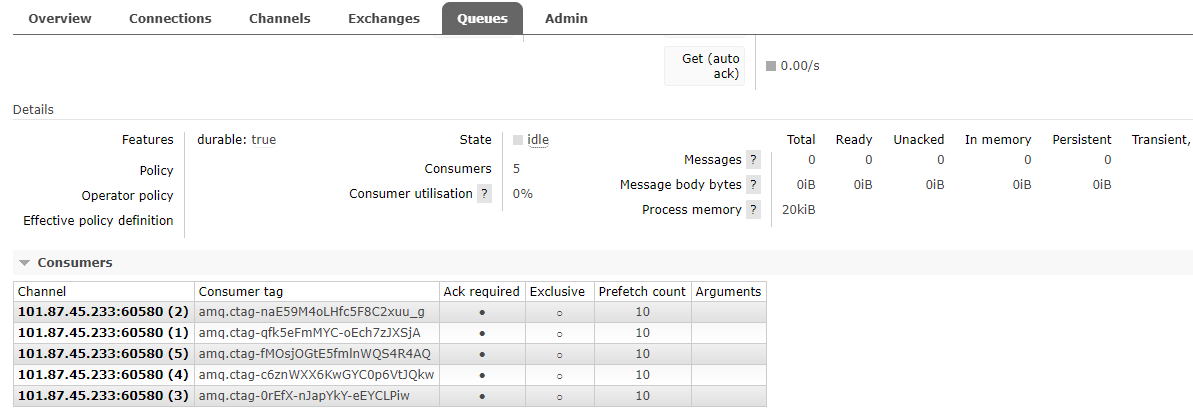 Overview Connections Channels Exchanges Queues Admin
Get (auto ack)
0.00/s
Details
Features durable: true
Policy
Operator policy
Effective policy definition
State idle
Consumers 5
Consumer utilisation ? 0%
Total Ready Unacked In memory Persistent Transient,
Messages ? 0 0 0 0 0
Message body bytes ? 0iB 0iB 0iB 0iB 0iB
Process memory ? 20kiB
Consumers
Channel Consumer tag Ack required Exclusive Prefetch count Arguments
101.87.45.233:60580 (2) amq.ctag-naE59M4oLHfc5F8C2xuu_g ● ○ 10
101.87.45.233:60580 (1) amq.ctag-qfk5eFmMYC-oEch7zJXSjA ● ○ 10
101.87.45.233:60580 (5) amq.ctag-fMOsjOGtE5fmlnWQS4R4AQ ● ○ 10
101.87.45.233:60580 (4) amq.ctag-c6znWXX6KwGYC0p6VtJQkw ● ○ 10
101.87.45.233:60580 (3) amq.ctag-0rEfX-nJapYkY-eEYCLPiw ● ○ 10